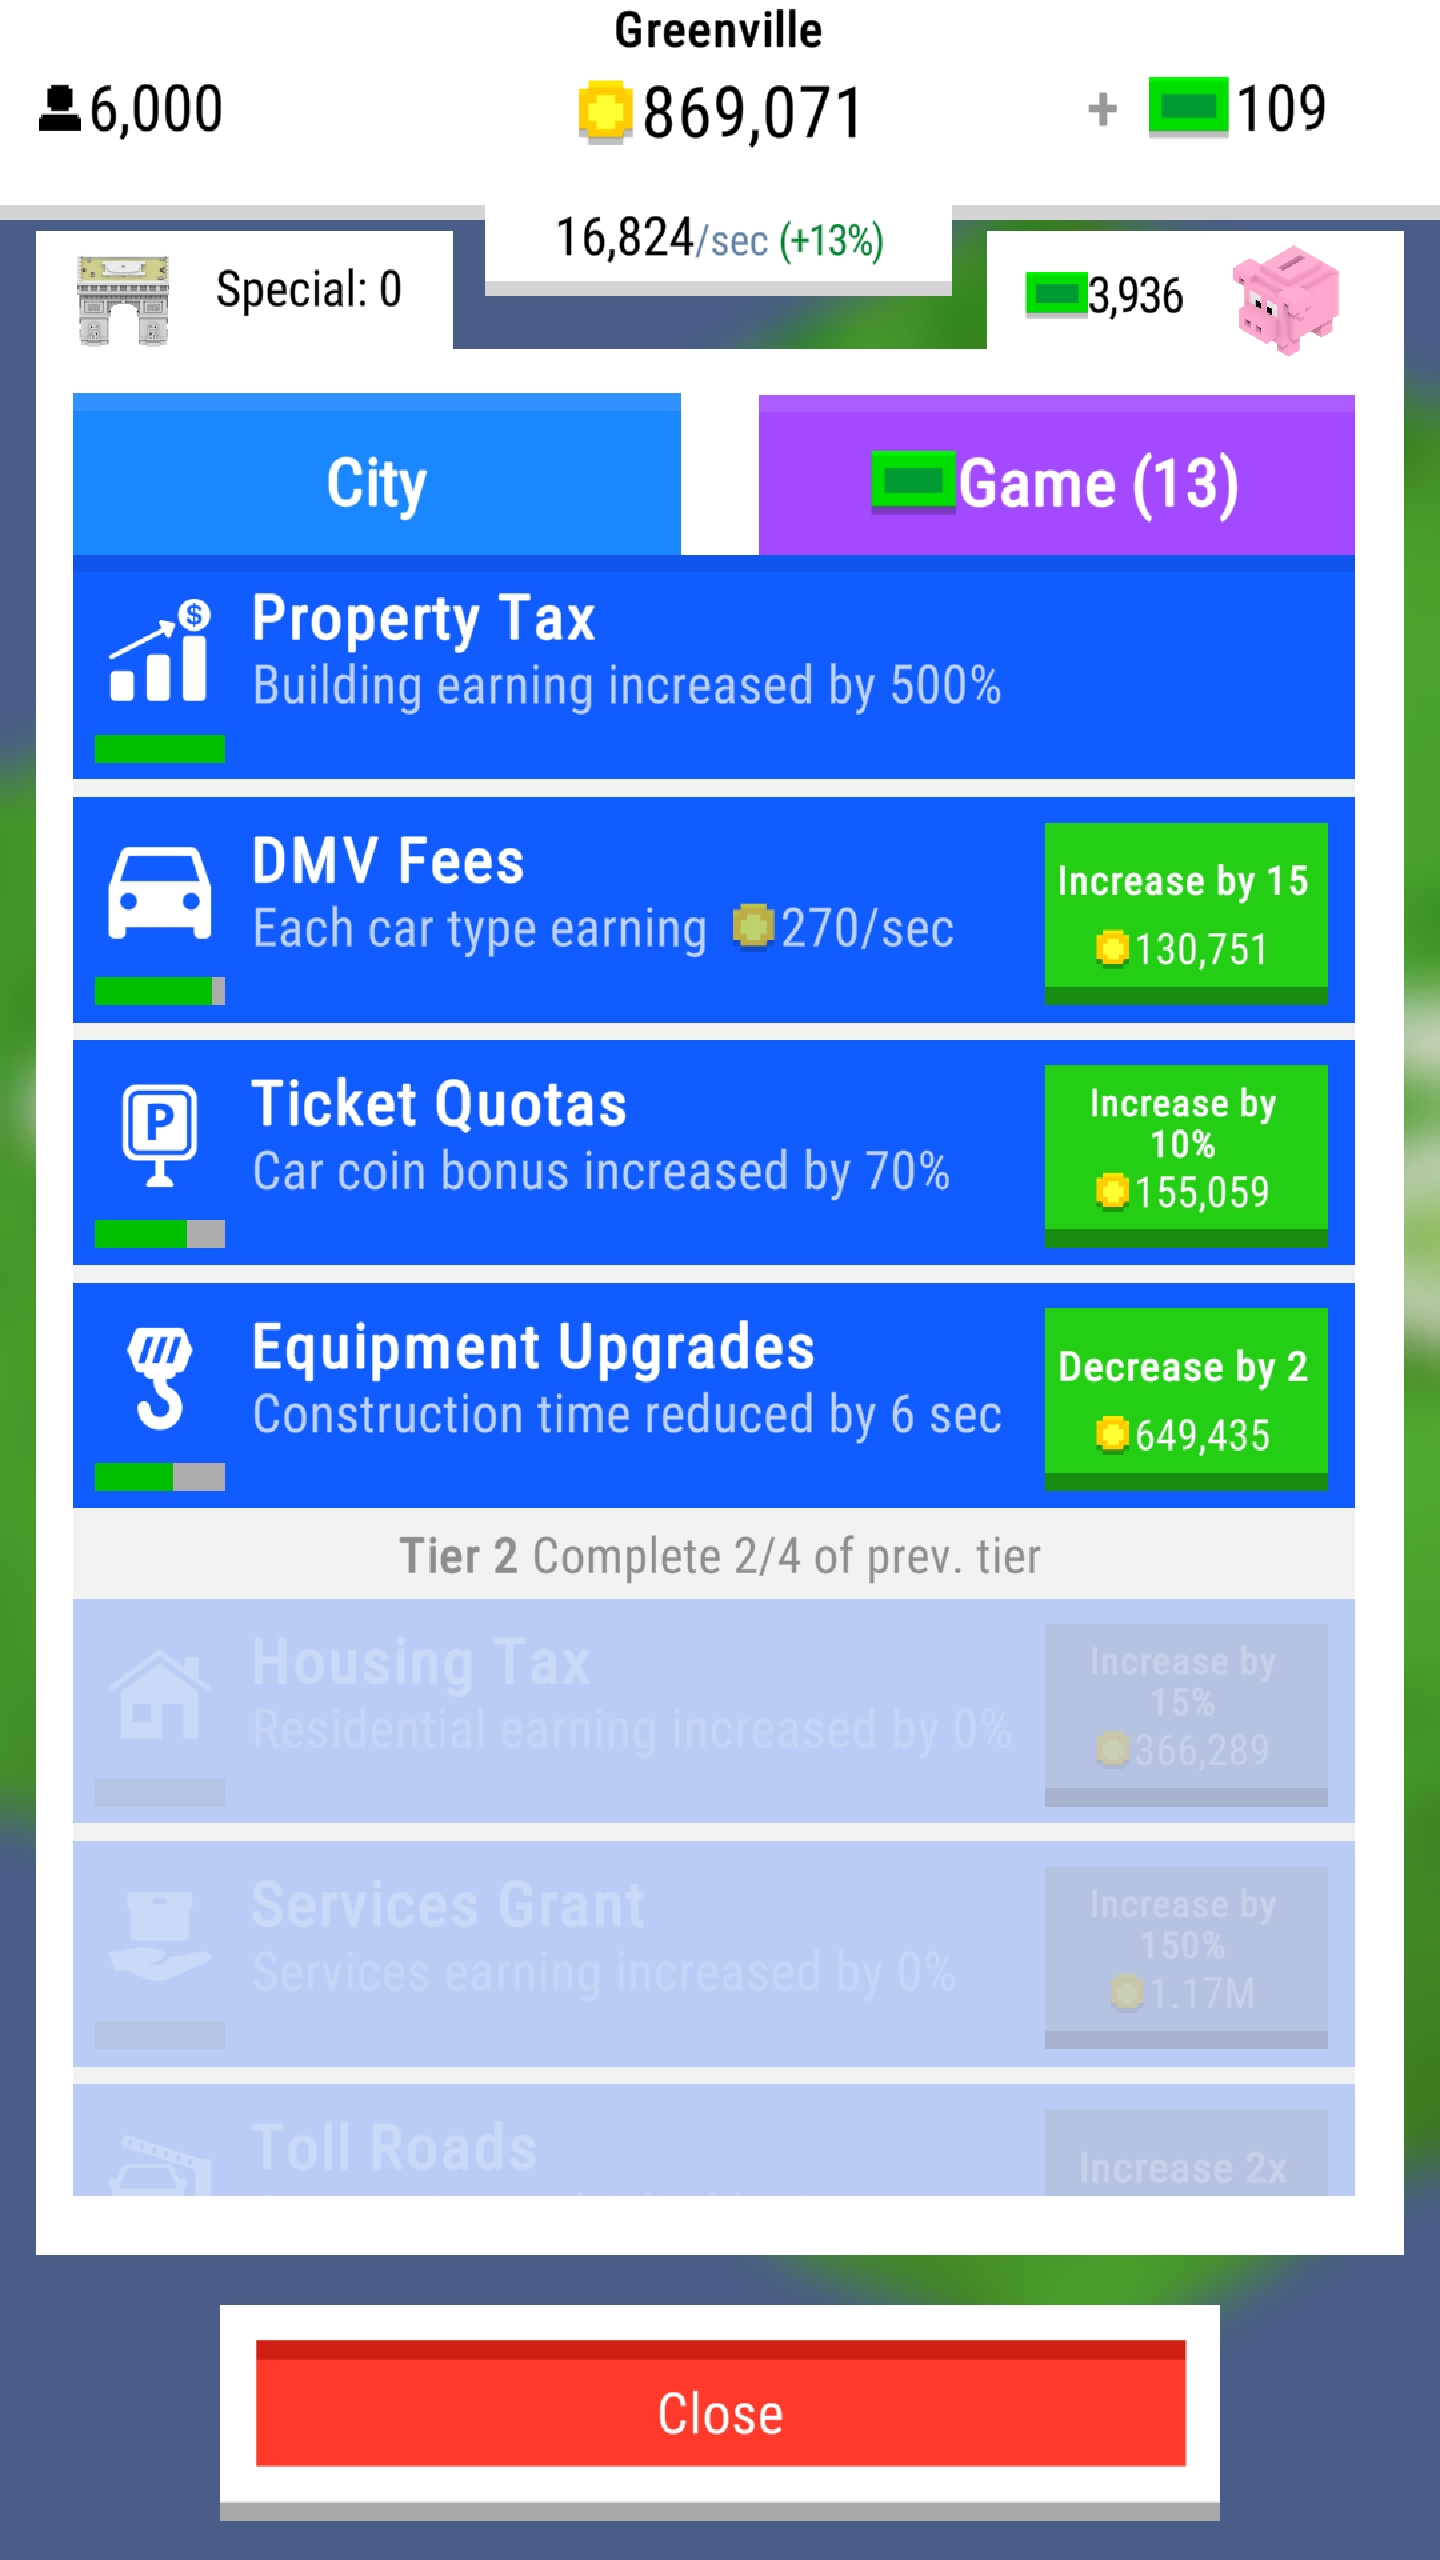 Greenville
6,000
869,071
+ 109
16,824/sec (+13%)
Special: 0
3,936
City
Game (13)
$
Property Tax
Building earning increased by 500%
DMV Fees
Each car type earning 270/sec
Increase by 15
130,751
P
Ticket Quotas
Car coin bonus increased by 70%
Increase by
10%
155,059
Equipment Upgrades
Construction time reduced by 6 sec
Decrease by 2
649,435
Tier 2 Complete 2/4 of prev. tier
Housing Tax
Residential earning increased by 0%
Increase by
15%
366,289
Services Grant
Services earning increased by 0%
Increase by
150%
1.17M
Toll Roads
Increase 2x
Close